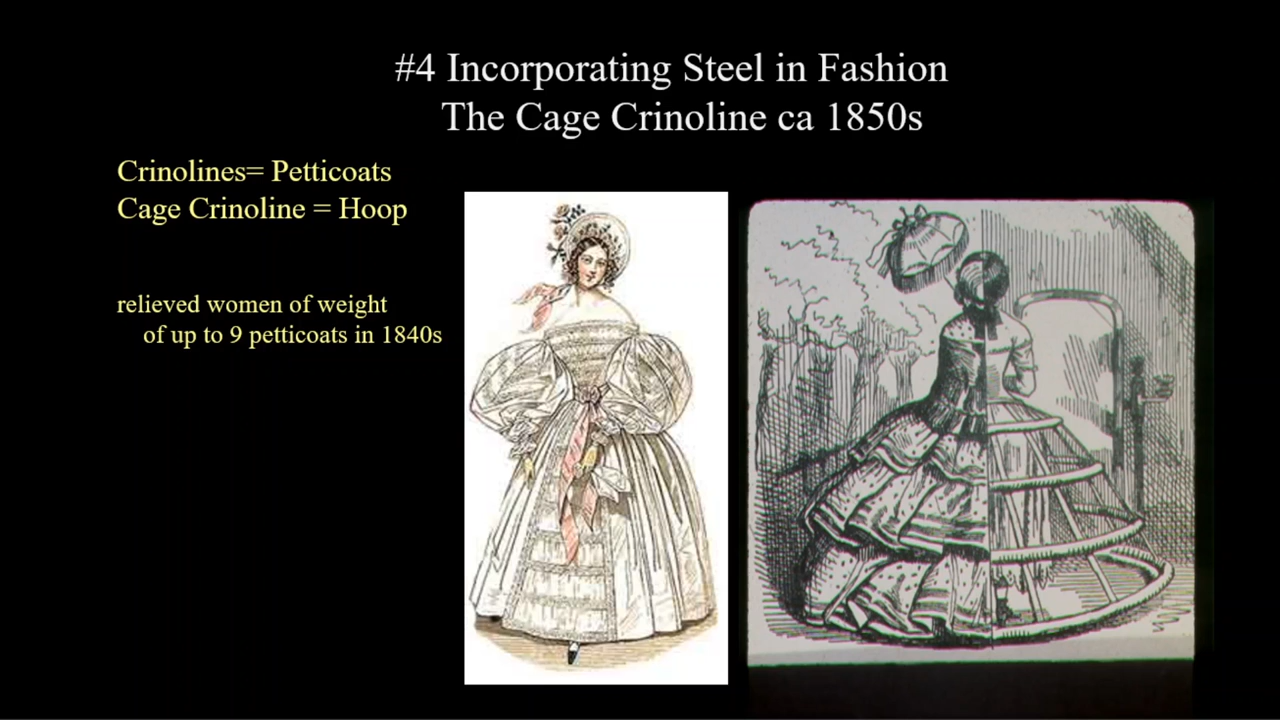 #4 Incorporating Steel in Fashion
The Cage Crinoline ca 1850s
Crinolines= Petticoats
Cage Crinoline = Hoop
relieved women of weight
of up to 9 petticoats in 1840s